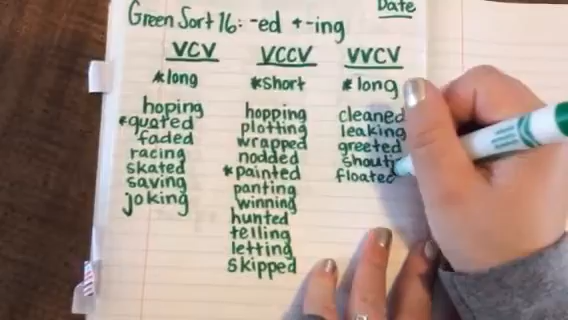 Date
Green Sort 16: -ed + -ing
VCV VCCV VVCV
*long *short *long
hoping hopping cleaned
*quoted plotting leaking
faded wrapped greeted
racing nodded
skated *painted floated
saving panting
joking winning
hunted
telling
letting
skipped